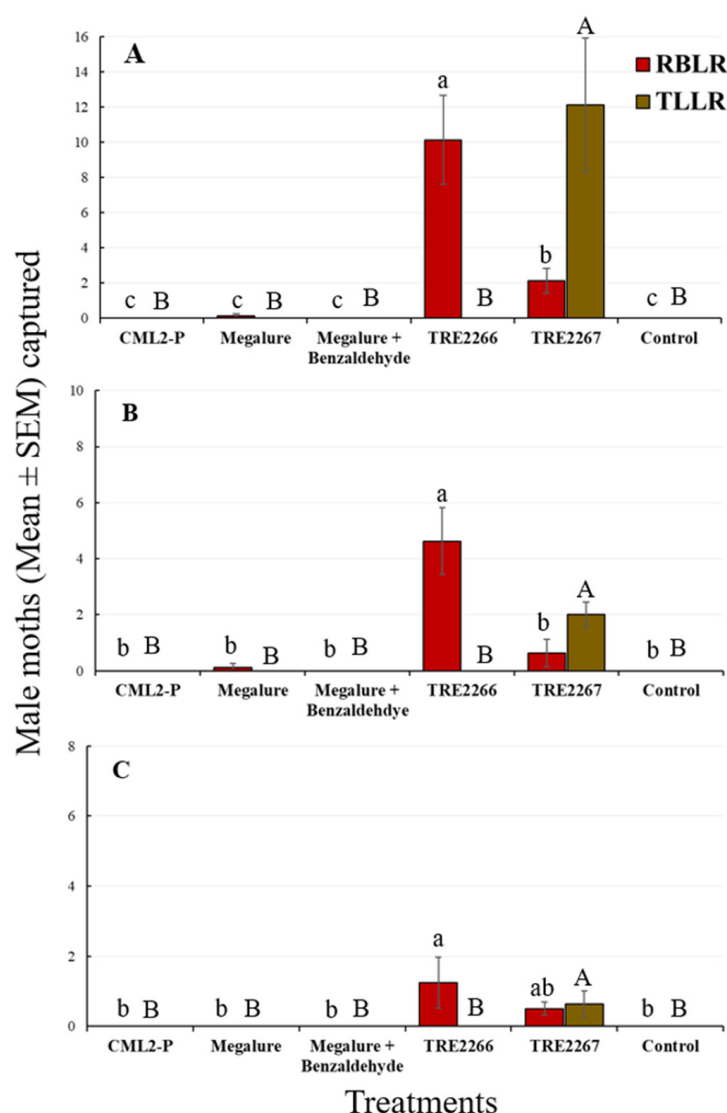 Male moths (Mean ± SEM) captured
A
16
14
12
10
8
6
4
2
0
RBLR
TLLR
c B
c B
c B
a
B
b
A
c B
CML2-P
Megalure
Megalure +
Benzaldehyde
TRE2266
TRE2267
Control
B
10
8
6
4
2
0
b B
b
B
b B
a
B
b
A
b B
CML2-P
Megalure
Megalure +
Benzaldehdye
TRE2266
TRE2267
Control
C
8
6
4
2
0
b B
b B
b B
a
B
ab
A
b B
CML2-P
Megalure
Megalure +
Benzaldehyde
TRE2266
TRE2267
Control
Treatments